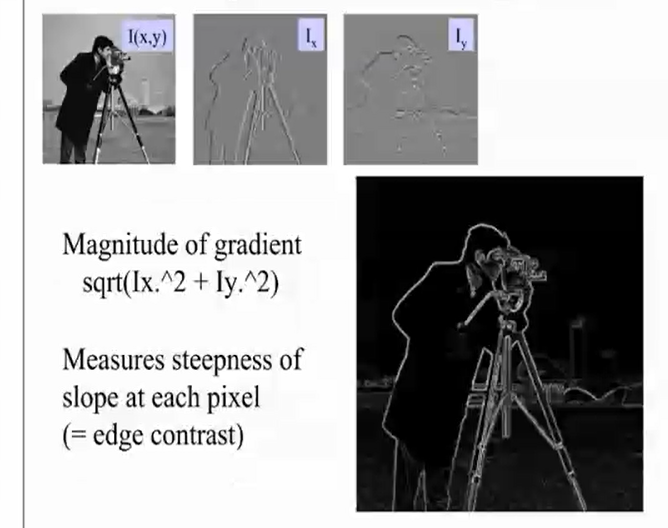 I(x,y)
Ix
Iy
Magnitude of gradient
sqrt(Ix.^2 + Iy.^2)
Measures steepness of
slope at each pixel
(= edge contrast)